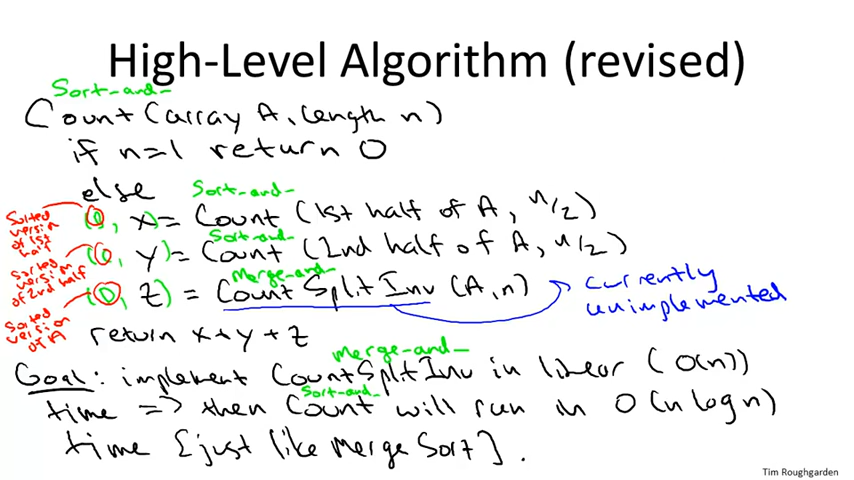 High-Level Algorithm (revised)
Sort-and-
Count (array A, length n)
if n=1 return 0
else
Sort-and-
(B, x) = Count (1st half of A, n/2)
Sort-and-
(C, y) = Count (2nd half of A, n/2)
Merge-and-
(D, z) = CountSplitInv (A,n)
currently
unimplemented
Sorted
version
of 1st
half
Sorted
version
of 2nd half
Sorted
version
of A
return x+y+z
Merge-and-
Goal: implement CountSplitInv in linear (O(n))
Sort-and-
time => then Count will run in O(n log n)
time [just like Merge Sort].
Tim Roughgarden